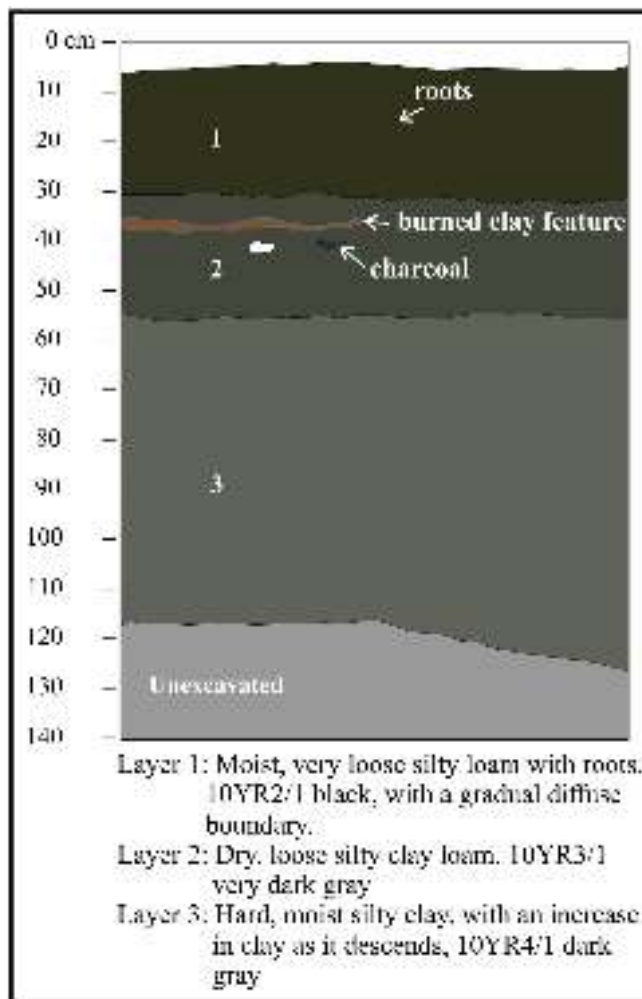 0 cm
10
roots
1
20
30
burned clay feature
40
2
charcoal
50
60
70
80
3
90
100
110
120
Unexcavated
130
140
Layer 1: Moist, very loose silty loam with roots.
10YR2/1 black, with a gradual diffuse
boundary.
Layer 2: Dry, loose silty clay loam. 10YR3/1
very dark gray
Layer 3: Hard, moist silty clay, with an increase
in clay as it descends, 10YR4/1 dark
gray